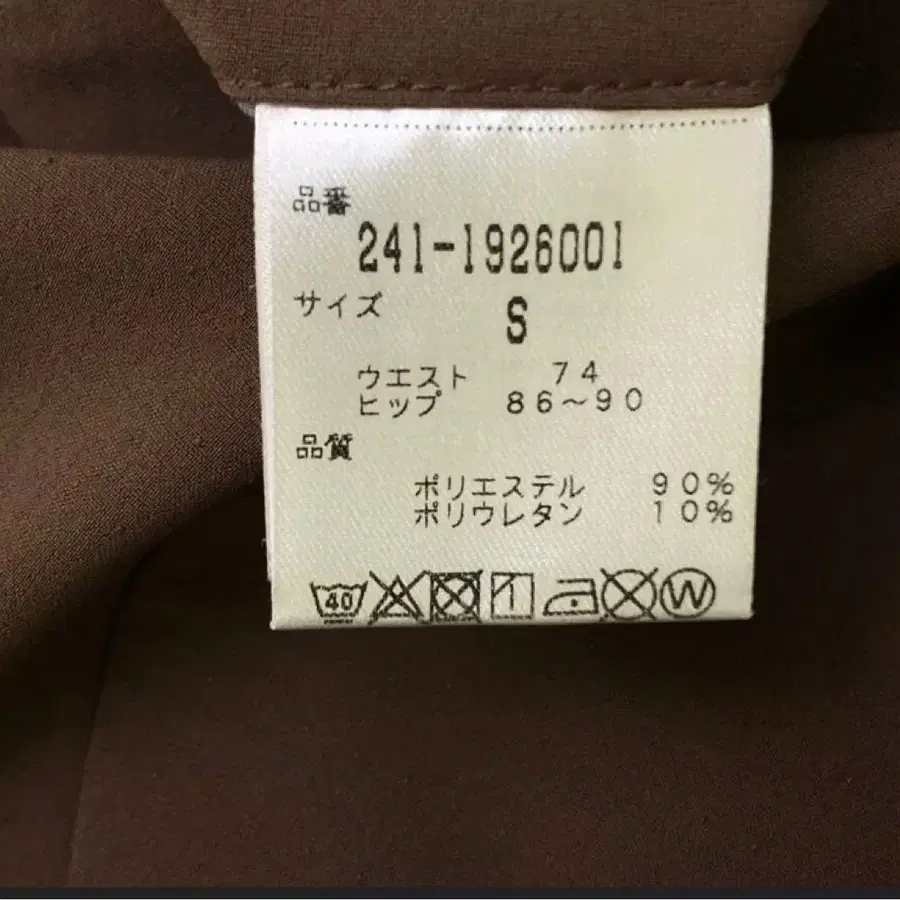 品番
241-1926001
サイズ
S
ウエスト 74
ヒップ 86～90
品質
ポリエステル 90%
ポリウレタン 10%
40 W